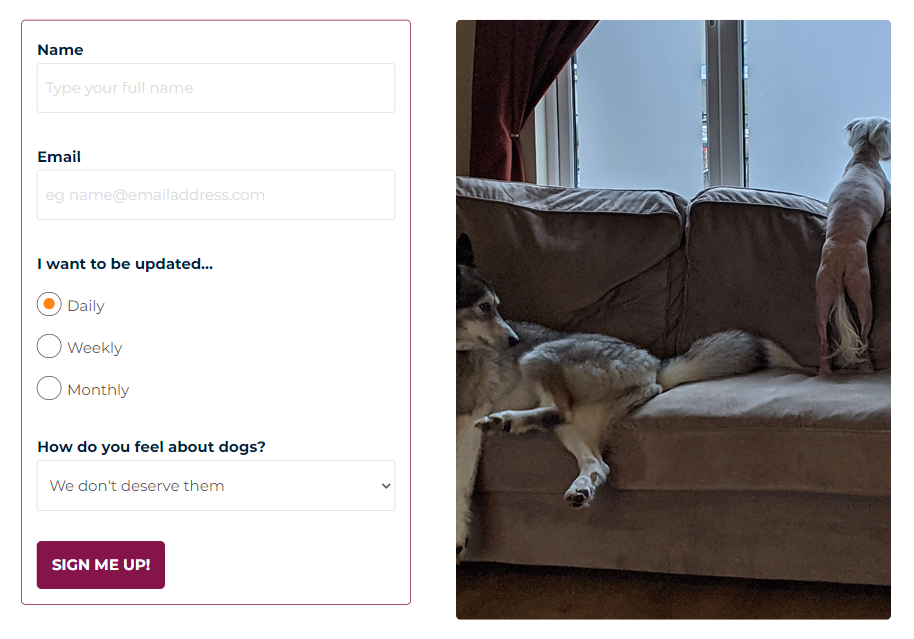 Name
Type your full name
Email
eg name@emailaddress.com
I want to be updated...
Daily
Weekly
Monthly
How do you feel about dogs?
We don't deserve them
SIGN ME UP!